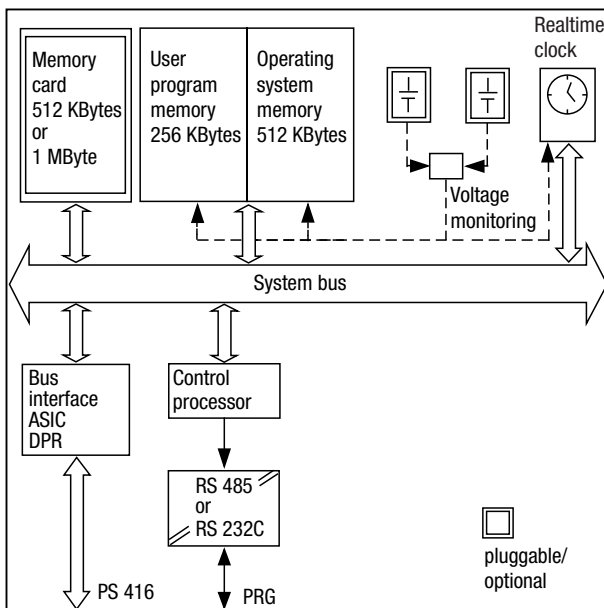 Memory
card
512 KBytes
or
1 MByte
User
program
memory
256 KBytes
Operating
system
memory
512 KBytes
Realtime
clock
Voltage
monitoring
System bus
Bus
interface
ASIC
DPR
Control
processor
RS 485
or
RS 232C
PS 416
PRG
pluggable/
optional